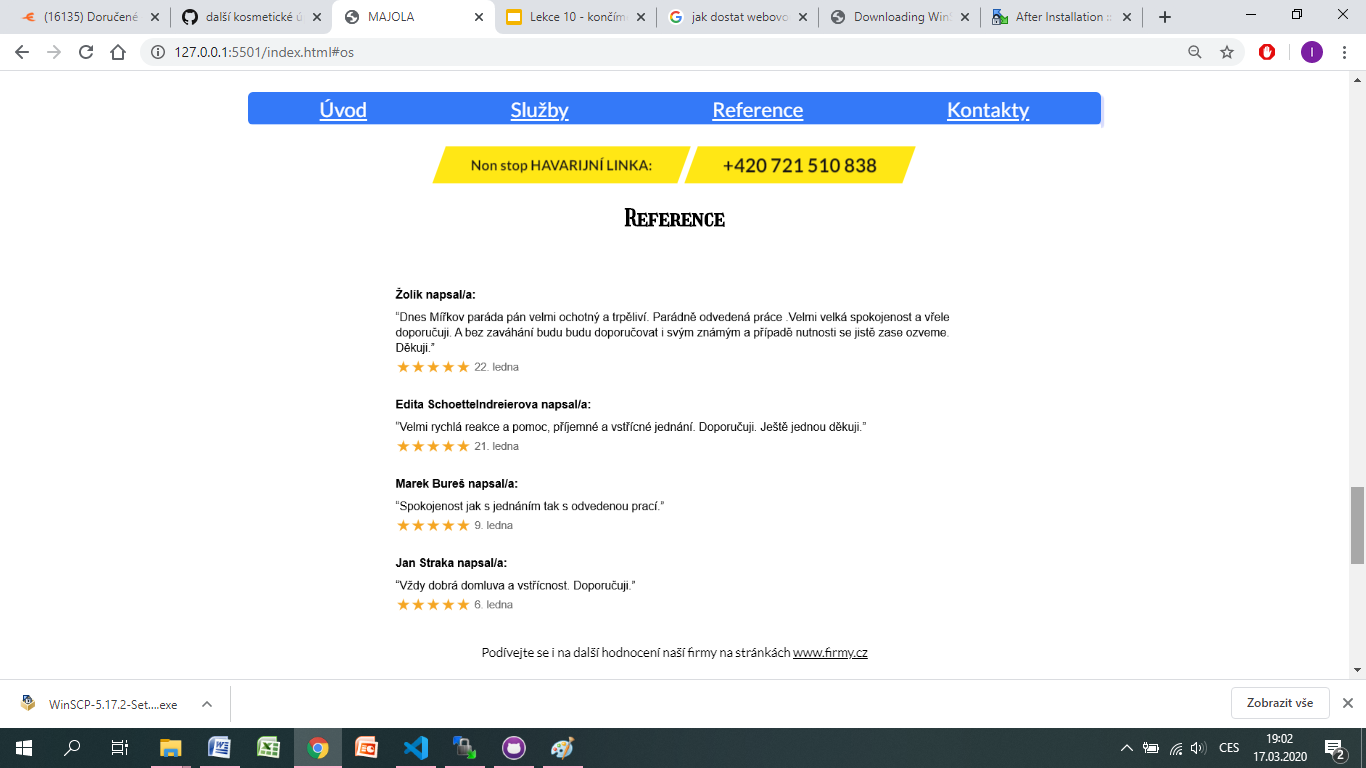 (16135) Doručené
další kosmetické ú
MAJOLA
Lekce 10 - končím
jak dostat webovo
Downloading Win
After Installation ::
127.0.0.1:5501/index.html#os
I
Úvod Služby Reference Kontakty
Non stop HAVARIJNÍ LINKA: +420 721 510 838
Reference
Žolík napsal/a:
“Dnes Mířkov paráda pán velmi ochotný a trpěliví. Parádně odvedená práce .Velmi velká spokojenost a vřele
doporučuji. A bez zaváhání budu budu doporučovat i svým známým a případě nutnosti se jistě zase ozveme.
Děkuji.”
22. ledna
Edita Schoettelndreierova napsal/a:
“Velmi rychlá reakce a pomoc, příjemné a vstřícné jednání. Doporučuji. Ještě jednou děkuji.”
21. ledna
Marek Bureš napsal/a:
“Spokojenost jak s jednáním tak s odvedenou prací.”
9. ledna
Jan Straka napsal/a:
“Vždy dobrá domluva a vstřícnost. Doporučuji.”
6. ledna
Podívejte se i na další hodnocení naší firmy na stránkách www.firmy.cz
WinSCP-5.17.2-Set....exe
Zobrazit vše
CES
19:02
17.03.2020
2